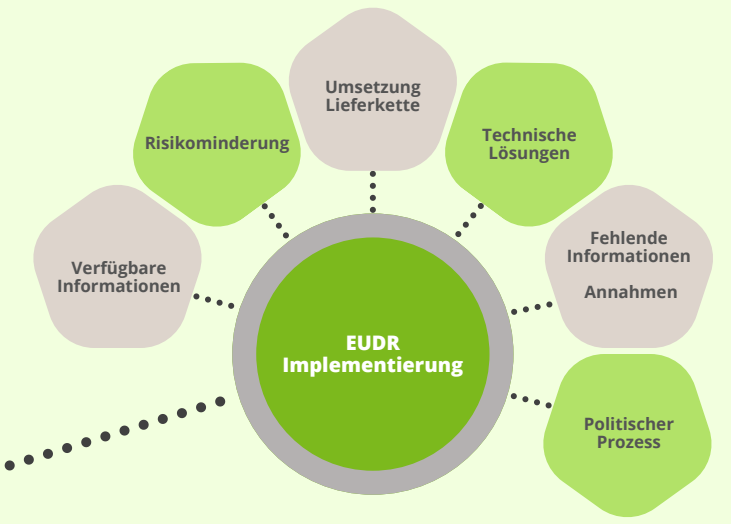 Umsetzung
Lieferkette
Risikominderung
Technische
Lösungen
Verfügbare
Informationen
Fehlende
Informationen
Annahmen
EUDR
Implementierung
Politischer
Prozess